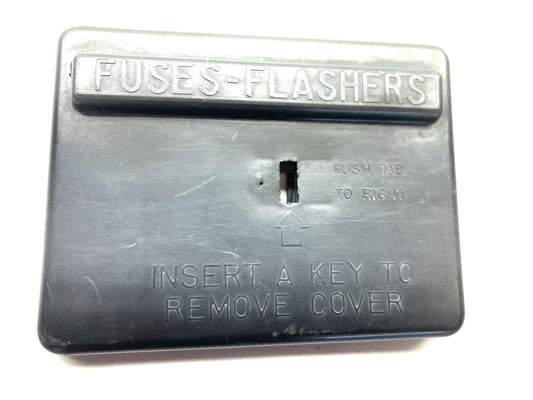 FUSES-FLASHERS
PUSH TAB
TO RIGHT
INSERT A KEY TO
REMOVE COVER